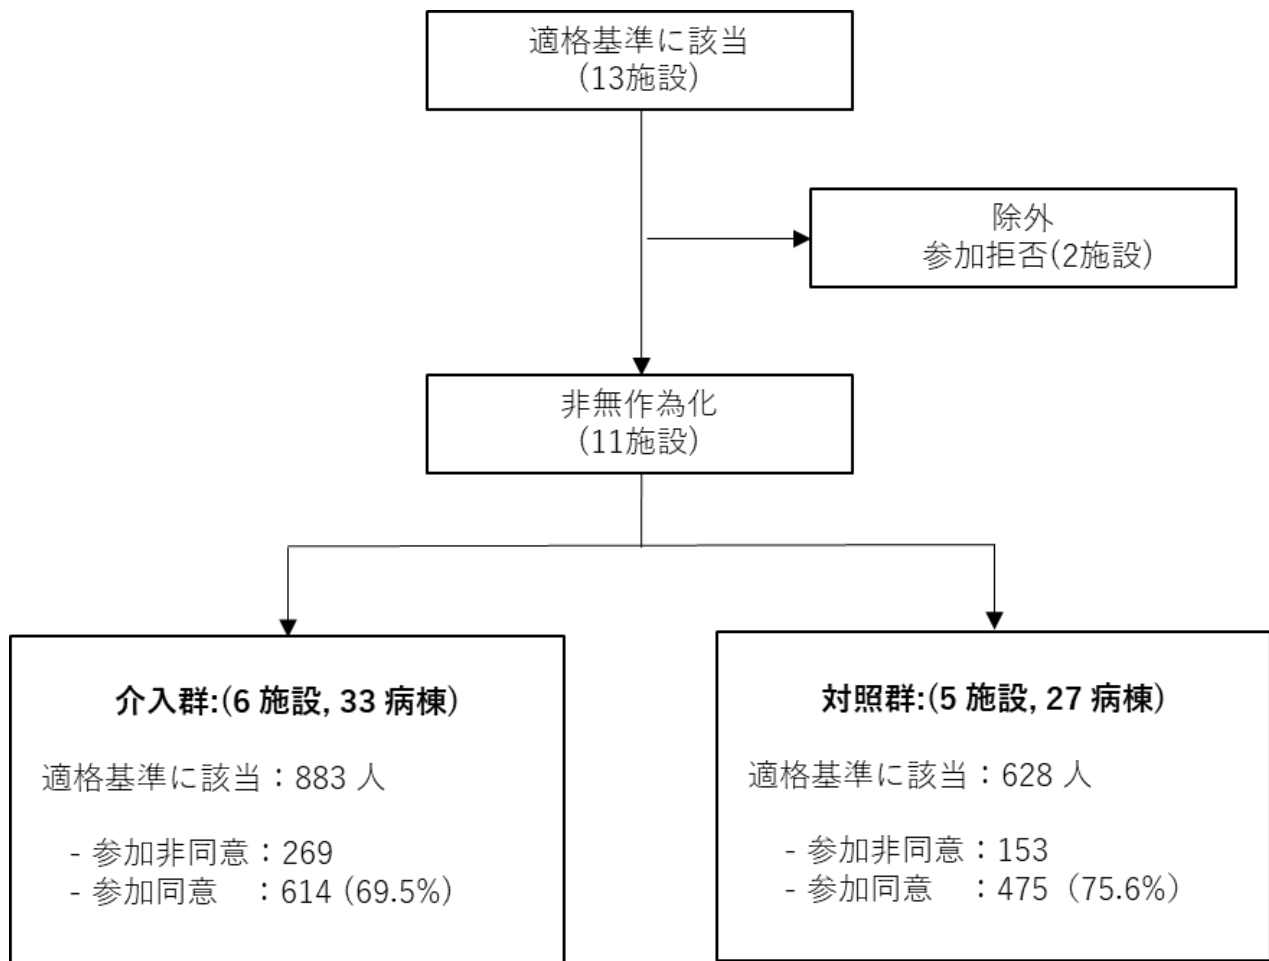 適格基準に該当
(13施設)
除外
参加拒否(2施設)
非無作為化
(11施設)
介入群:(6 施設, 33 病棟)
適格基準に該当：883 人
- 参加非同意：269
- 参加同意　：614 (69.5%)
対照群:(5 施設, 27 病棟)
適格基準に該当：628 人
- 参加非同意：153
- 参加同意　：475  (75.6%)